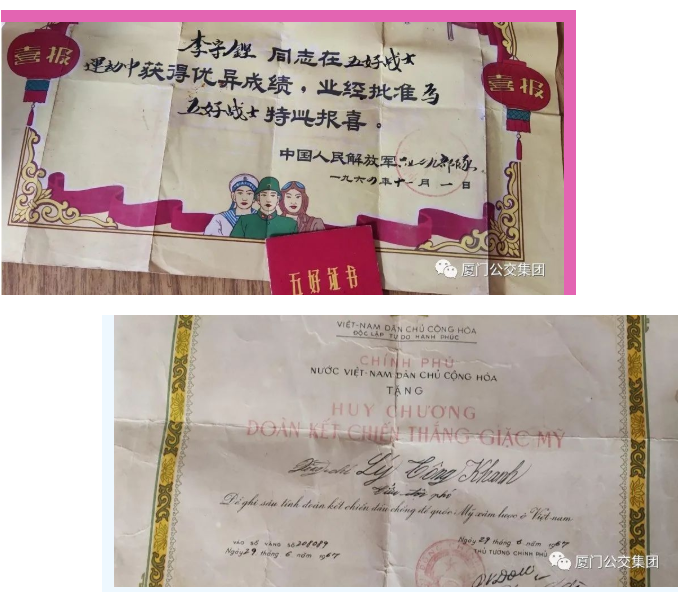 喜报
喜报
同志在五好战士
运动中获得优异成绩，业经批准为
五好战士特此报喜。
中国人民解放军
一九六四年十一月一日
五好证书
厦门公交集团
VIỆT-NAM DÂN CHỦ CỘNG HÒA
ĐỘC LẬP TỰ DO HẠNH PHÚC
CHÍNH PHỦ
NƯỚC VIỆT-NAM DÂN CHỦ CỘNG HÒA
TẶNG
HUY CHƯƠNG
ĐOÀN KẾT CHIẾN THẮNG GIẶC MỸ
Lý Công Khanh
Để ghi sâu tình đoàn kết chiến đấu chống đế quốc Mỹ xâm lược ở Việt-nam
VÀO SỔ VÀNG SỐ 208089
Ngày 29 tháng 6 năm 1967
Ngày 29 tháng 6 năm 1967
THỦ TƯỚNG CHÍNH PHỦ
厦门公交集团